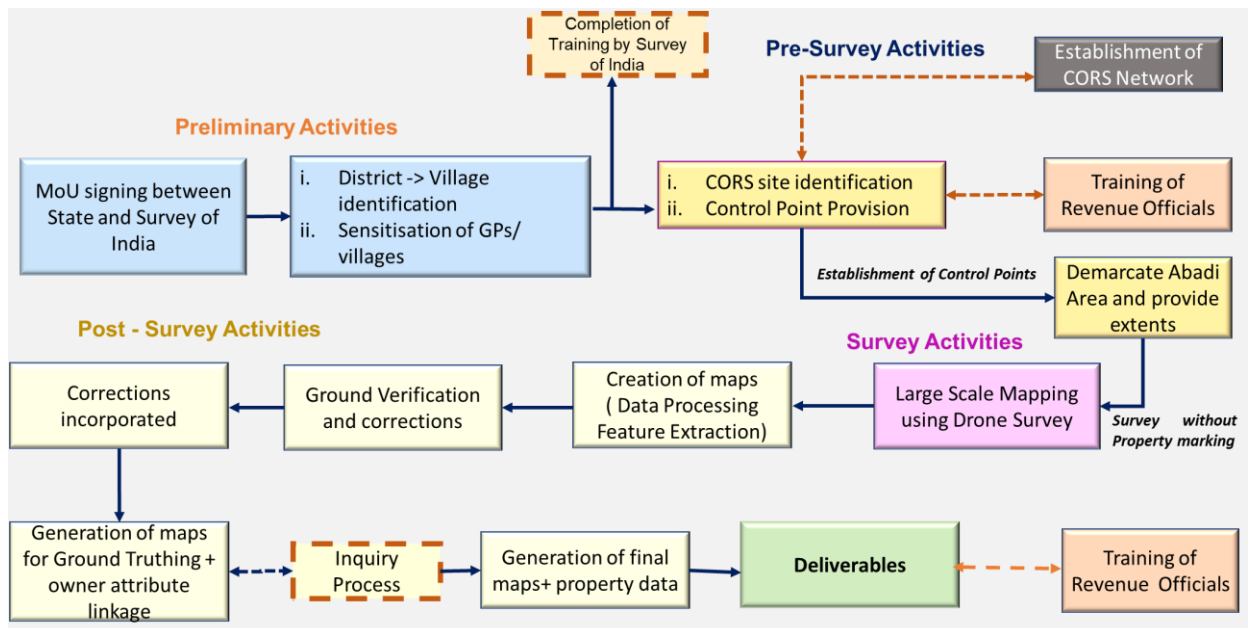 Completion of
Training by Survey
of India
Pre-Survey Activities
Establishment of
CORS Network
Preliminary Activities
MoU signing between
State and Survey of
India
i. District -> Village
identification
ii. Sensitisation of GPs/
villages
i. CORS site identification
ii. Control Point Provision
Training of
Revenue Officials
Establishment of Control Points
Demarcate Abadi
Area and provide
extents
Post - Survey Activities
Survey Activities
Corrections
incorporated
Ground Verification
and corrections
Creation of maps
( Data Processing
Feature Extraction)
Large Scale Mapping
using Drone Survey
Survey without
Property marking
Generation of maps
for Ground Truthing +
owner attribute
linkage
Inquiry
Process
Generation of final
maps+ property data
Deliverables
Training of
Revenue Officials